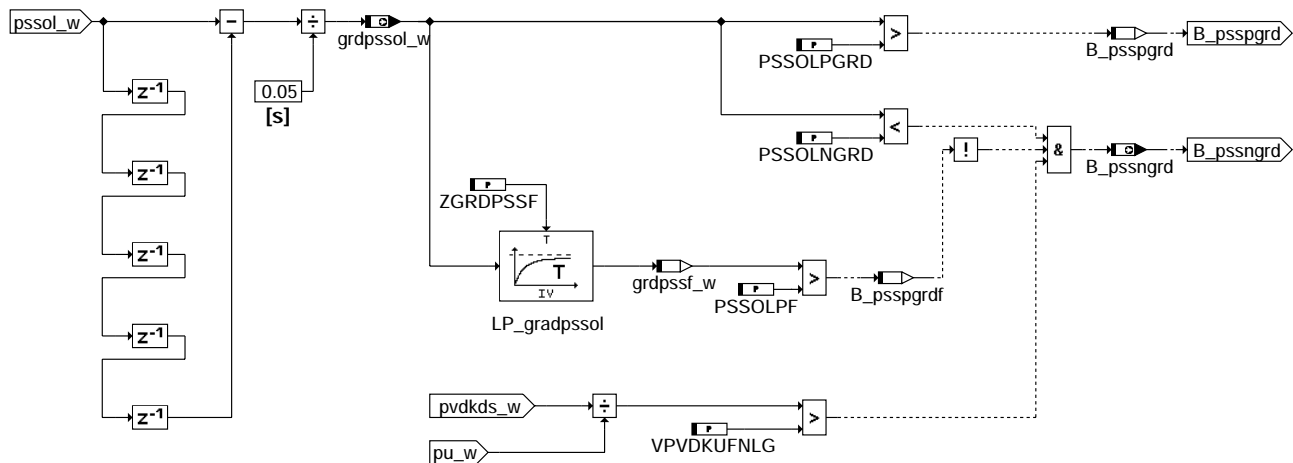 pssol_w
−
÷
grdpssol_w
P
PSSOLPGRD
>
B_psspgrd
B_psspgrd
z-1
0.05
[s]
z-1
P
PSSOLNGRD
<
!
&
B_pssngrd
B_pssngrd
P
ZGRDPSSF
z-1
T
T
IV
LP_gradpssol
grdpssf_w
P
PSSOLPF
>
B_psspgrdf
z-1
z-1
pvdkds_w
÷
P
VPVDKUFNLG
>
pu_w